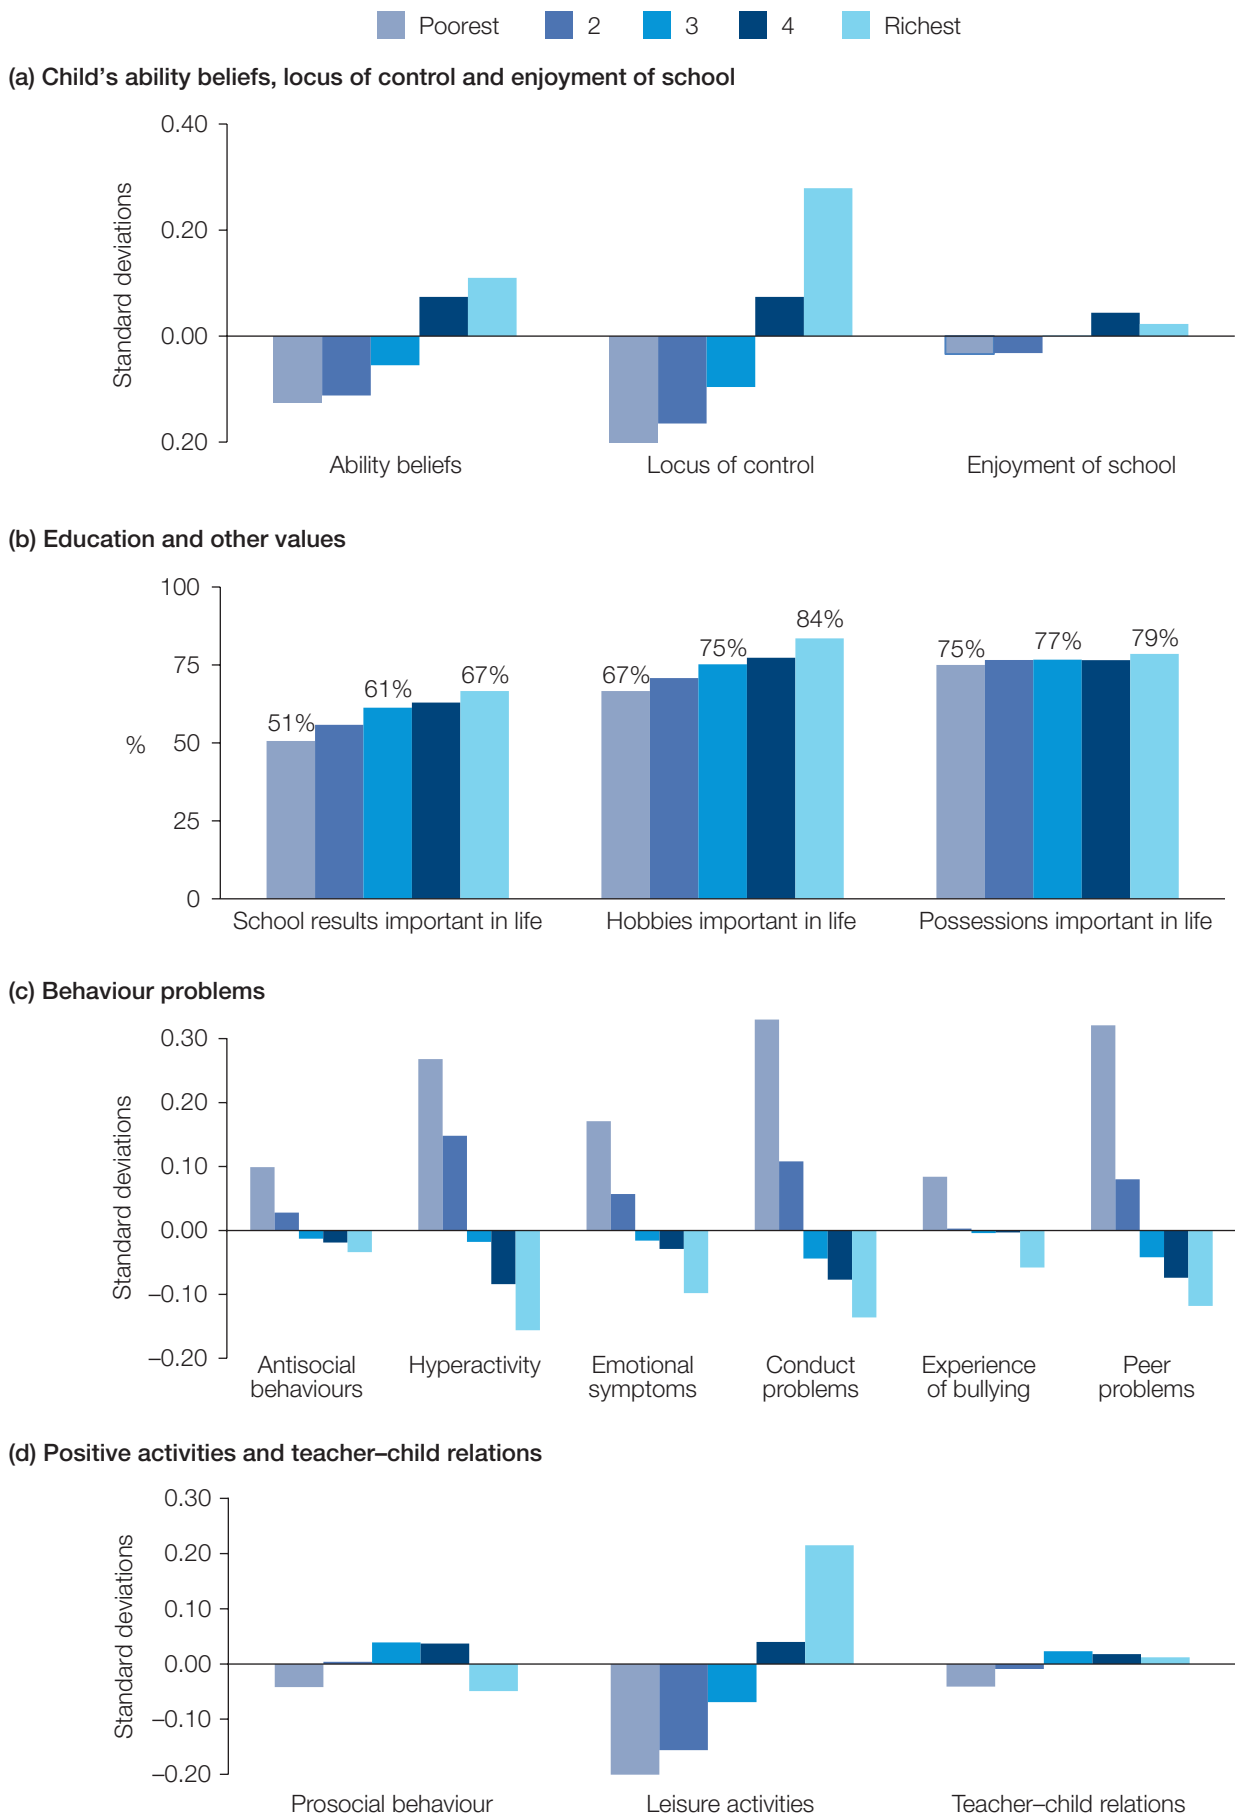 Poorest 2 3 4 Richest
(a) Child's ability beliefs, locus of control and enjoyment of school
Standard deviations
0.40
0.20
0.00
0.20
Ability beliefs Locus of control Enjoyment of school
(b) Education and other values
%
100
75
50
25
0
51% 61% 67% 67% 75% 84% 75% 77% 79%
School results important in life Hobbies important in life Possessions important in life
(c) Behaviour problems
Standard deviations
0.30
0.20
0.10
0.00
–0.10
–0.20
Antisocial behaviours
Hyperactivity
Emotional symptoms
Conduct problems
Experience of bullying
Peer problems
(d) Positive activities and teacher–child relations
Standard deviations
0.30
0.20
0.10
0.00
–0.10
–0.20
Prosocial behaviour Leisure activities Teacher–child relations